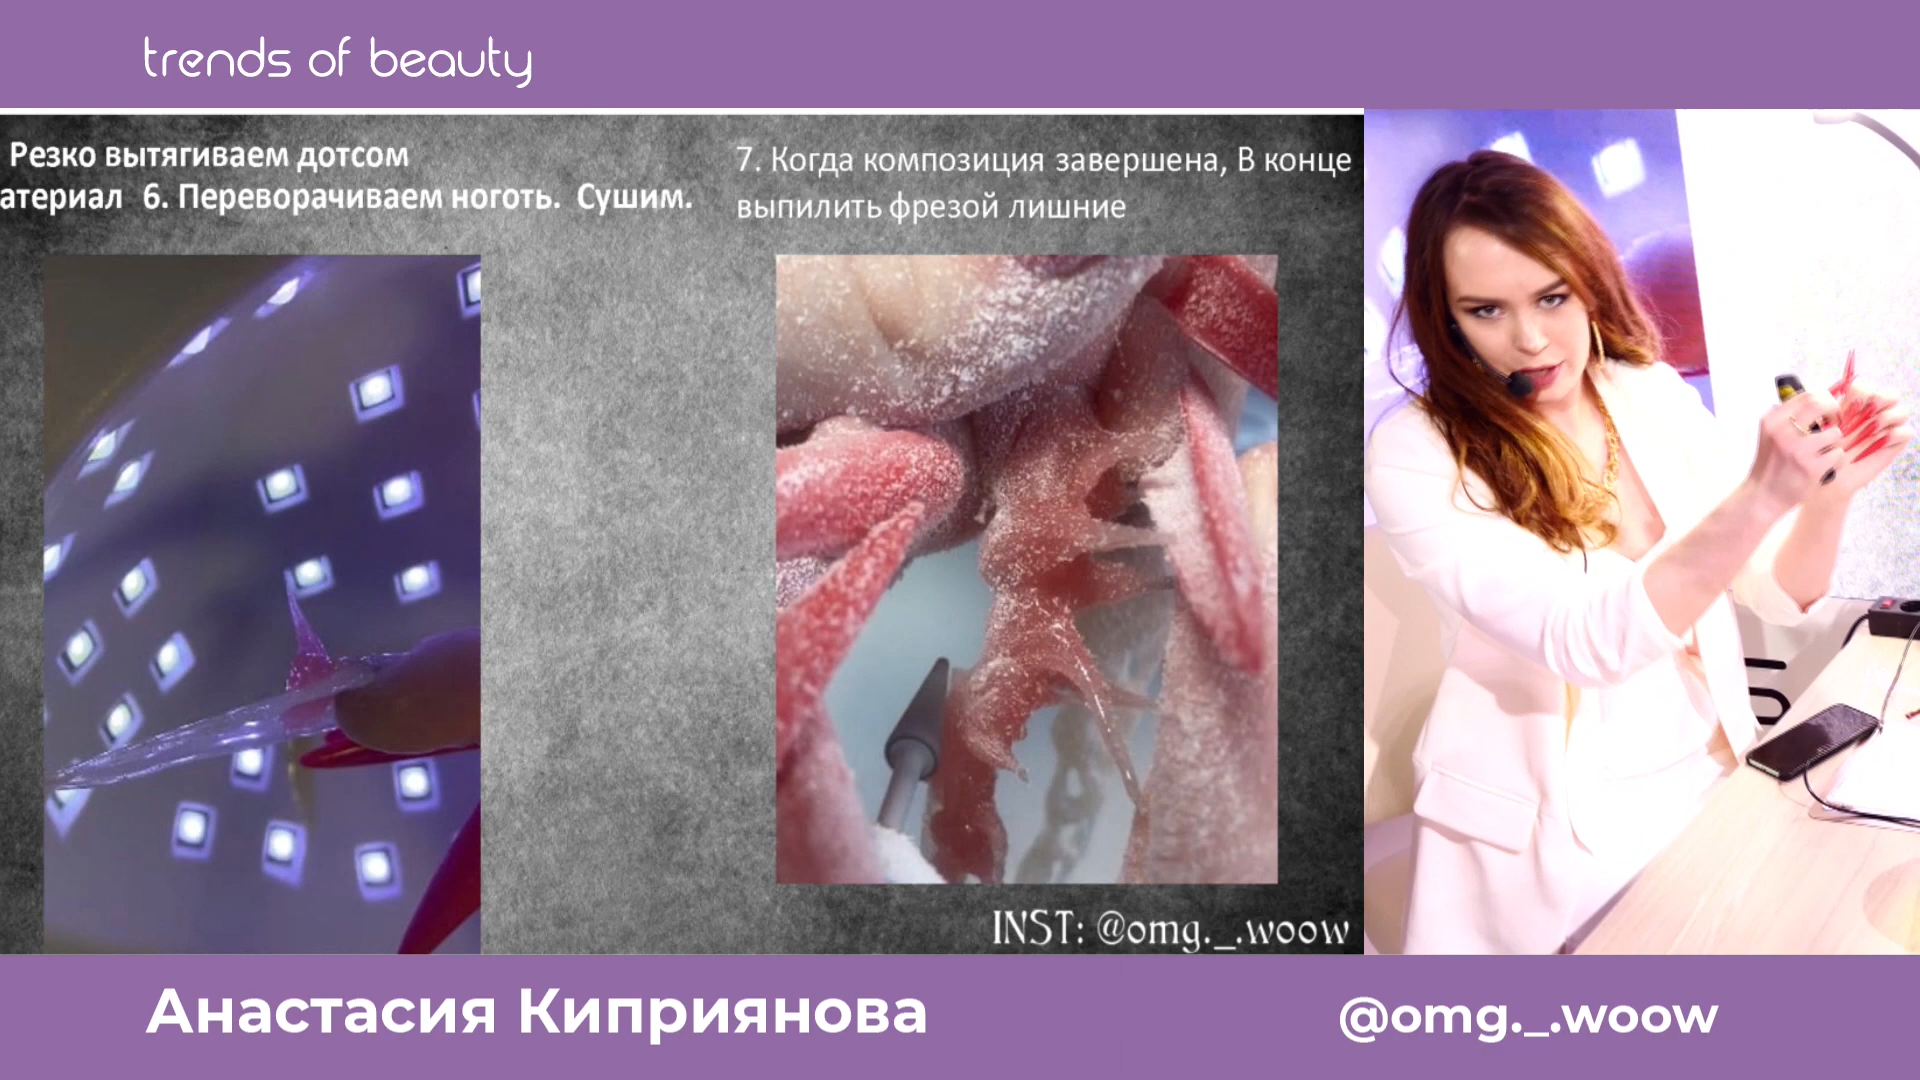 trends of beauty
Резко вытягиваем дотсом
атериал 6. Переворачиваем ноготь. Сушим.
7. Когда композиция завершена, В конце
выпилить фрезой лишние
INST: @omg._.woow
Анастасия Киприянова
@omg._.woow